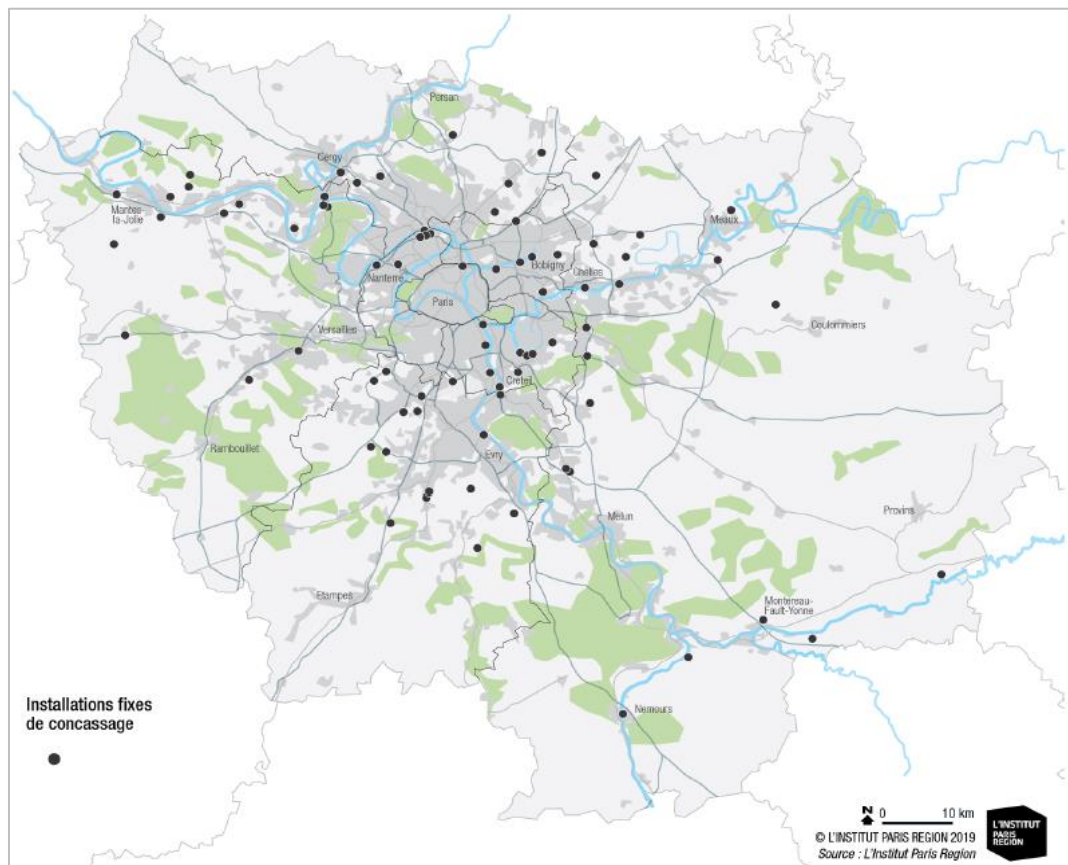 Persan
Cergy
Mantes-
la-Jolie
Meaux
Nanterre
Bobigny
Chelles
Paris
Coulommiers
Versailles
Créteil
Rambouillet
Evry
Provins
Melun
Etampes
Montereau-
Fault-Yonne
Nemours
Installations fixes
de concassage
N 0 10 km
© L'INSTITUT PARIS REGION 2019
Source : L'Institut Paris Region
L'INSTITUT
PARIS
REGION